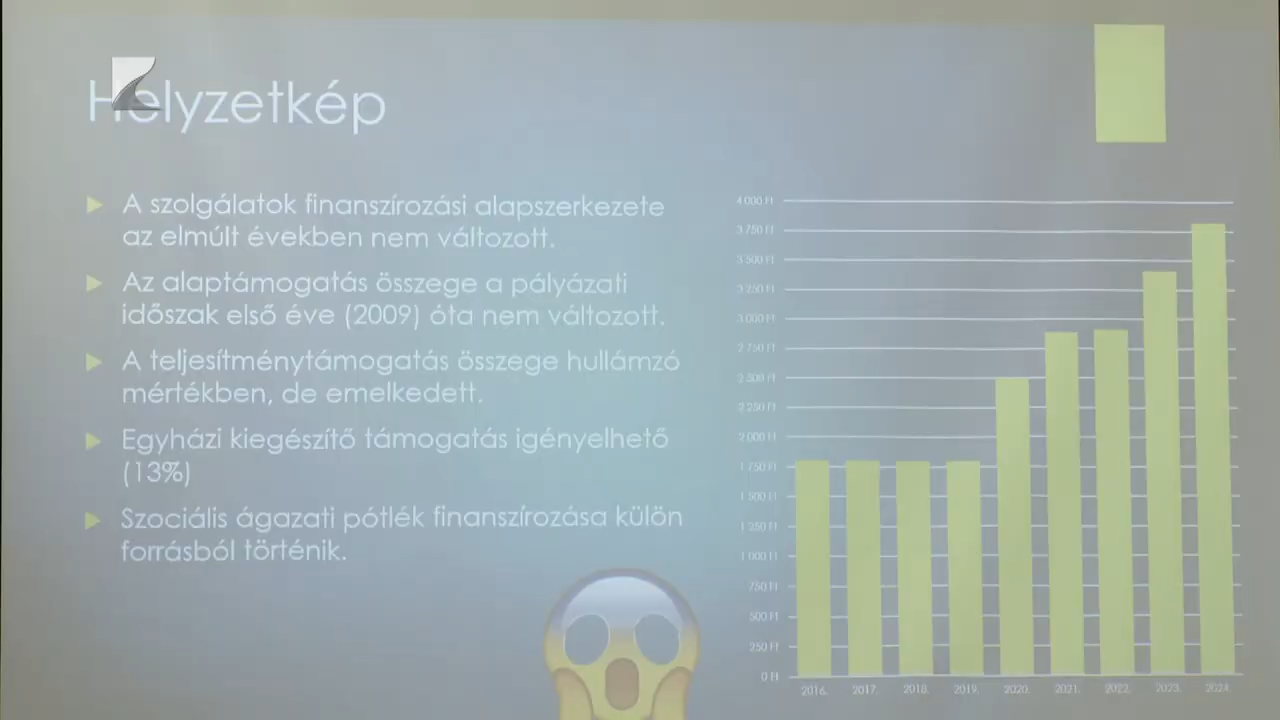 Helyzetkép
A szolgálatok finanszírozási alapszerkezete
az elmúlt években nem változott.
Az alaptámogatás összege a pályázati
időszak első éve (2009) óta nem változott.
A teljesítménytámogatás összege hullámzó
mértékben, de emelkedett.
Egyházi kiegészítő támogatás igényelhető
(13%)
Szociális ágazati pótlék finanszírozása külön
forrásból történik.
4 000 Ft
3 750 Ft
3 500 Ft
3 250 Ft
3 000 Ft
2 750 Ft
2 500 Ft
2 250 Ft
2 000 Ft
1 750 Ft
1 500 Ft
1 250 Ft
1 000 Ft
750 Ft
500 Ft
250 Ft
0 Ft
2016. 2017. 2018. 2019. 2020. 2021. 2022. 2023. 2024.